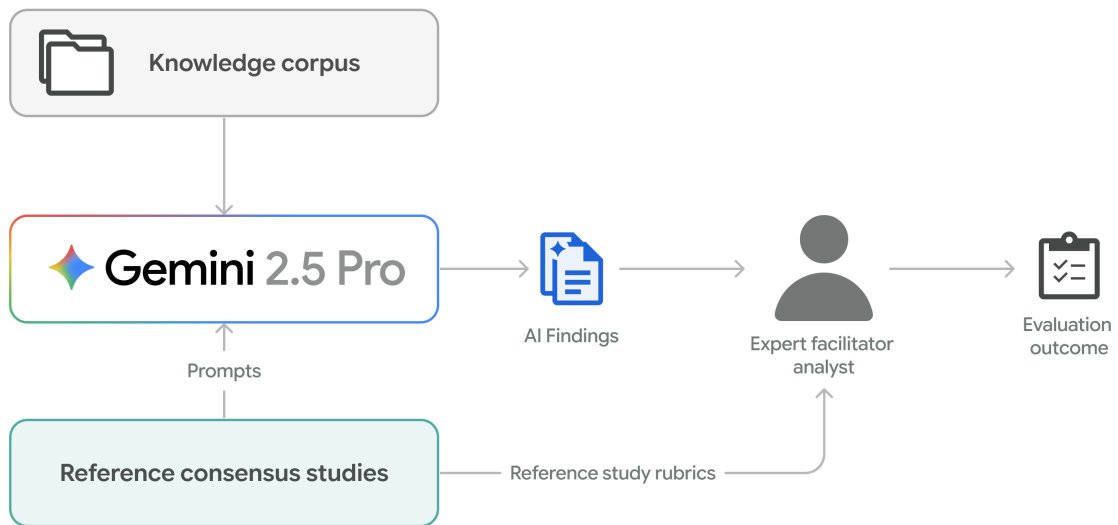 Knowledge corpus
Gemini 2.5 Pro
AI Findings
Expert facilitator
analyst
Evaluation
outcome
Prompts
Reference consensus studies
Reference study rubrics